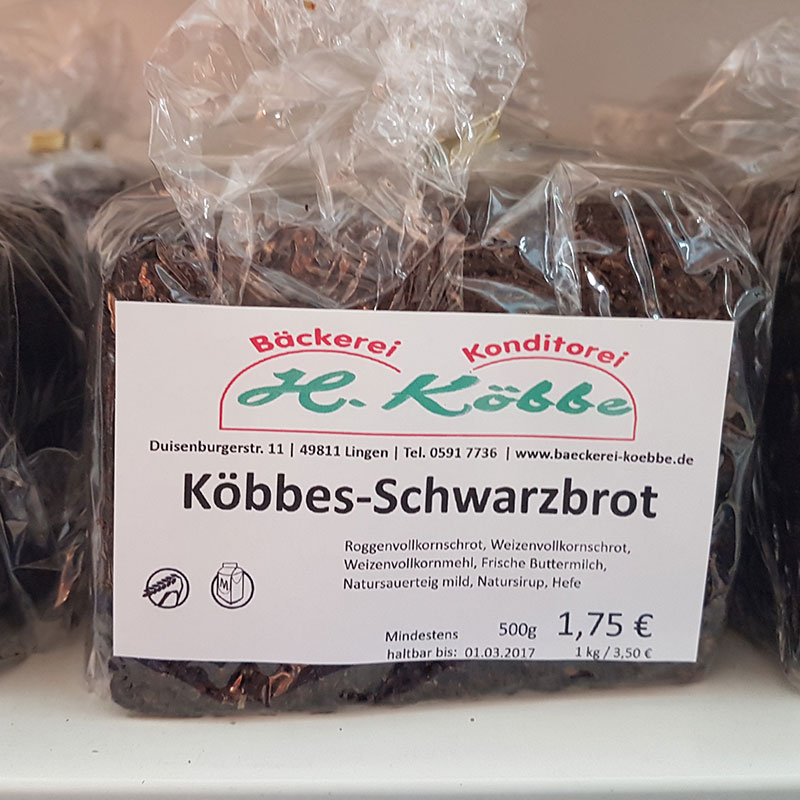 Bäckerei Konditorei
H. Köbbe
Duisenburgerstr. 11 | 49811 Lingen | Tel. 0591 7736 | www.baeckerei-koebbe.de
Köbbes-Schwarzbrot
Roggenvollkornschrot, Weizenvollkornschrot,
Weizenvollkornmehl, Frische Buttermilch,
Natursauerteig mild, Natursirup, Hefe
M
Mindestens 500g 1,75 €
haltbar bis: 01.03.2017 1 kg / 3,50 €